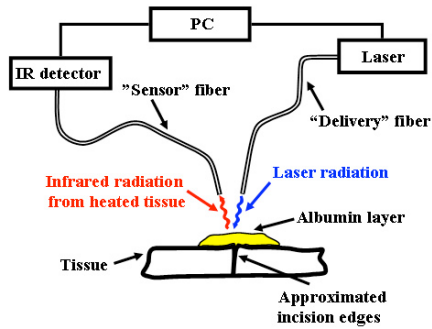 PC
IR detector
Laser
”Sensor” fiber
“Delivery” fiber
Infrared radiation
from heated tissue
Laser radiation
Albumin layer
Tissue
Approximated
incision edges